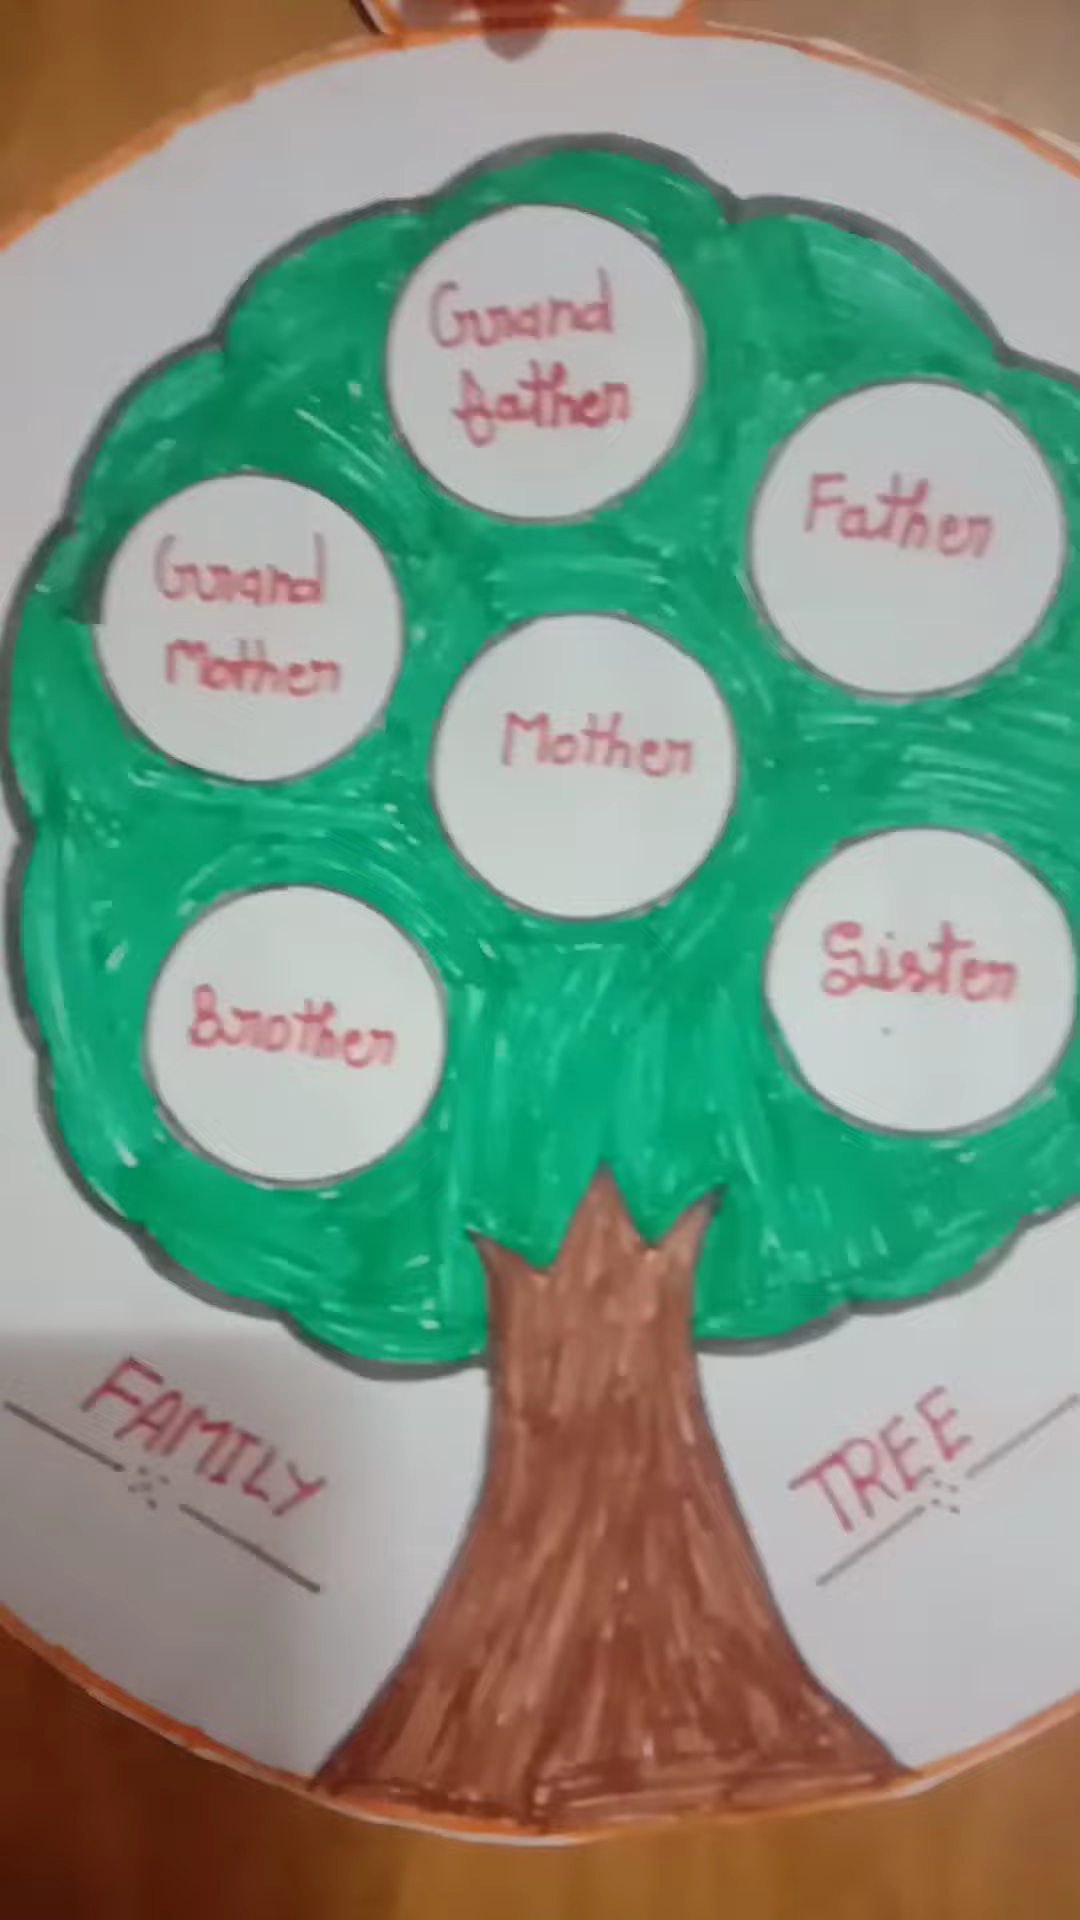 Grand
father
Father
Grand
Mother
Mother
Sister
Brother
FAMILY
TREE